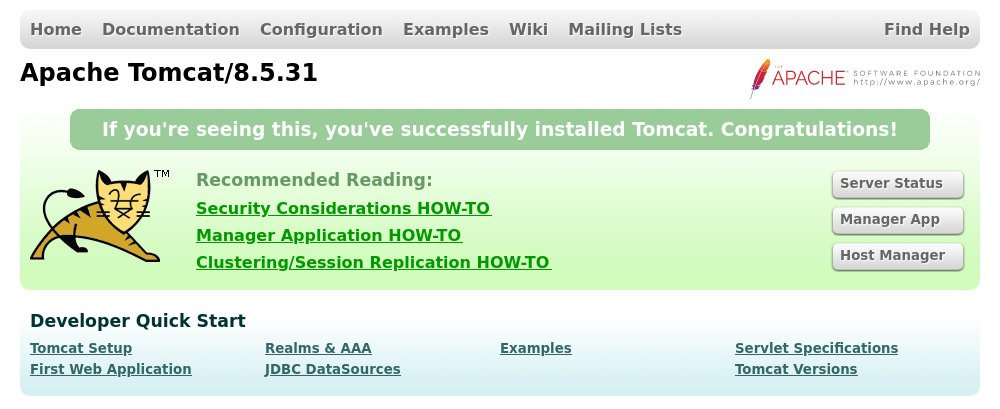 Home Documentation Configuration Examples Wiki Mailing Lists Find Help
Apache Tomcat/8.5.31
THE APACHE™ SOFTWARE FOUNDATION
http://www.apache.org/
If you're seeing this, you've successfully installed Tomcat. Congratulations!
TM
Recommended Reading:
Security Considerations HOW-TO
Manager Application HOW-TO
Clustering/Session Replication HOW-TO
Server Status
Manager App
Host Manager
Developer Quick Start
Tomcat Setup Realms & AAA Examples Servlet Specifications
First Web Application JDBC DataSources Tomcat Versions